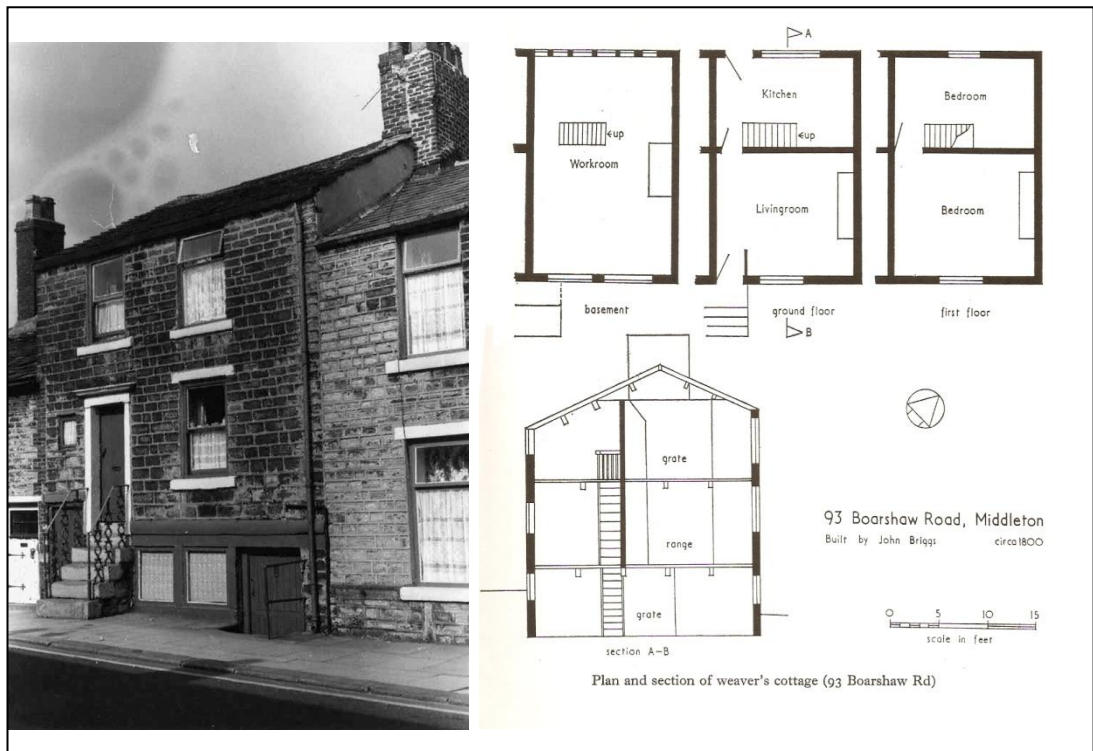 A
Kitchen
Bedroom
up
up
Workroom
Livingroom
Bedroom
basement
ground floor
first floor
B
grate
range
grate
section A–B
93 Boarshaw Road, Middleton
Built by John Briggs circa 1800
0 5 10 15
scale in feet
Plan and section of weaver's cottage (93 Boarshaw Rd)